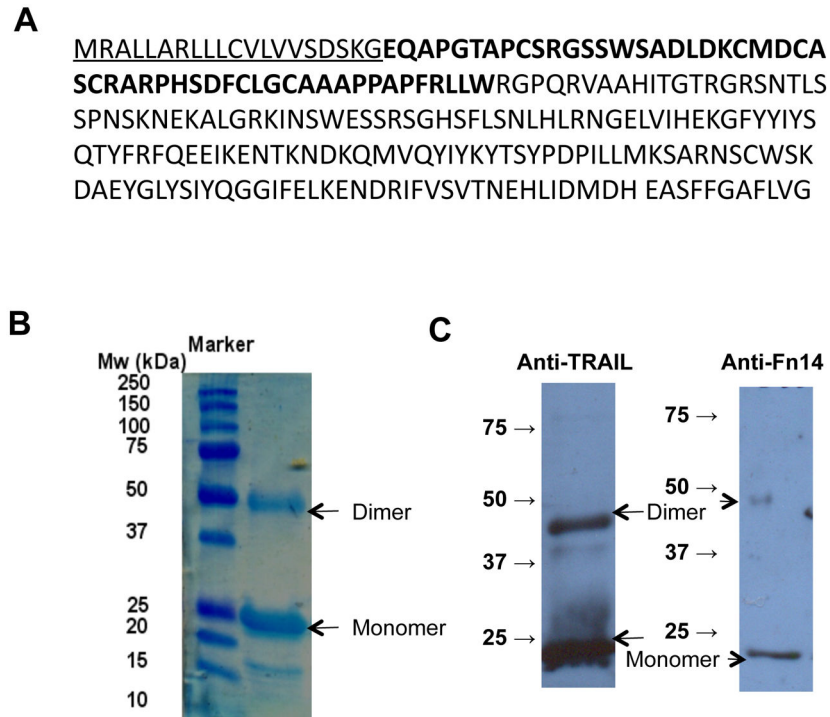 A
MRALLARLLLCVLVVSDSKGEQAPGTAPCSRGSSWSADLDKCMDCA
SCRARPHSDFCLGCAAAPPAPFRLLWRGPQRVAAHITGTRGRSNTLS
SPNSKNEKALGRKINSWESSRSGHSFLSNLHLRNGELVIHEKGFYYIYS
QTYFRFQEEIKENTKNDKQMVQYIYKYTSYPDPILLMKSARNSCWSK
DAEYGLYSIYQGGIFELKENDRIFVSVTNEHLIDMDH EASFFGAFLVG
B
Marker
Mw (kDa)
250
150
100
75
50
37
25
20
15
10
Dimer
Monomer
C
Anti-TRAIL
Anti-Fn14
75 →
50 →
37 →
25 →
75 →
50 →
37 →
25 →
Dimer
Monomer